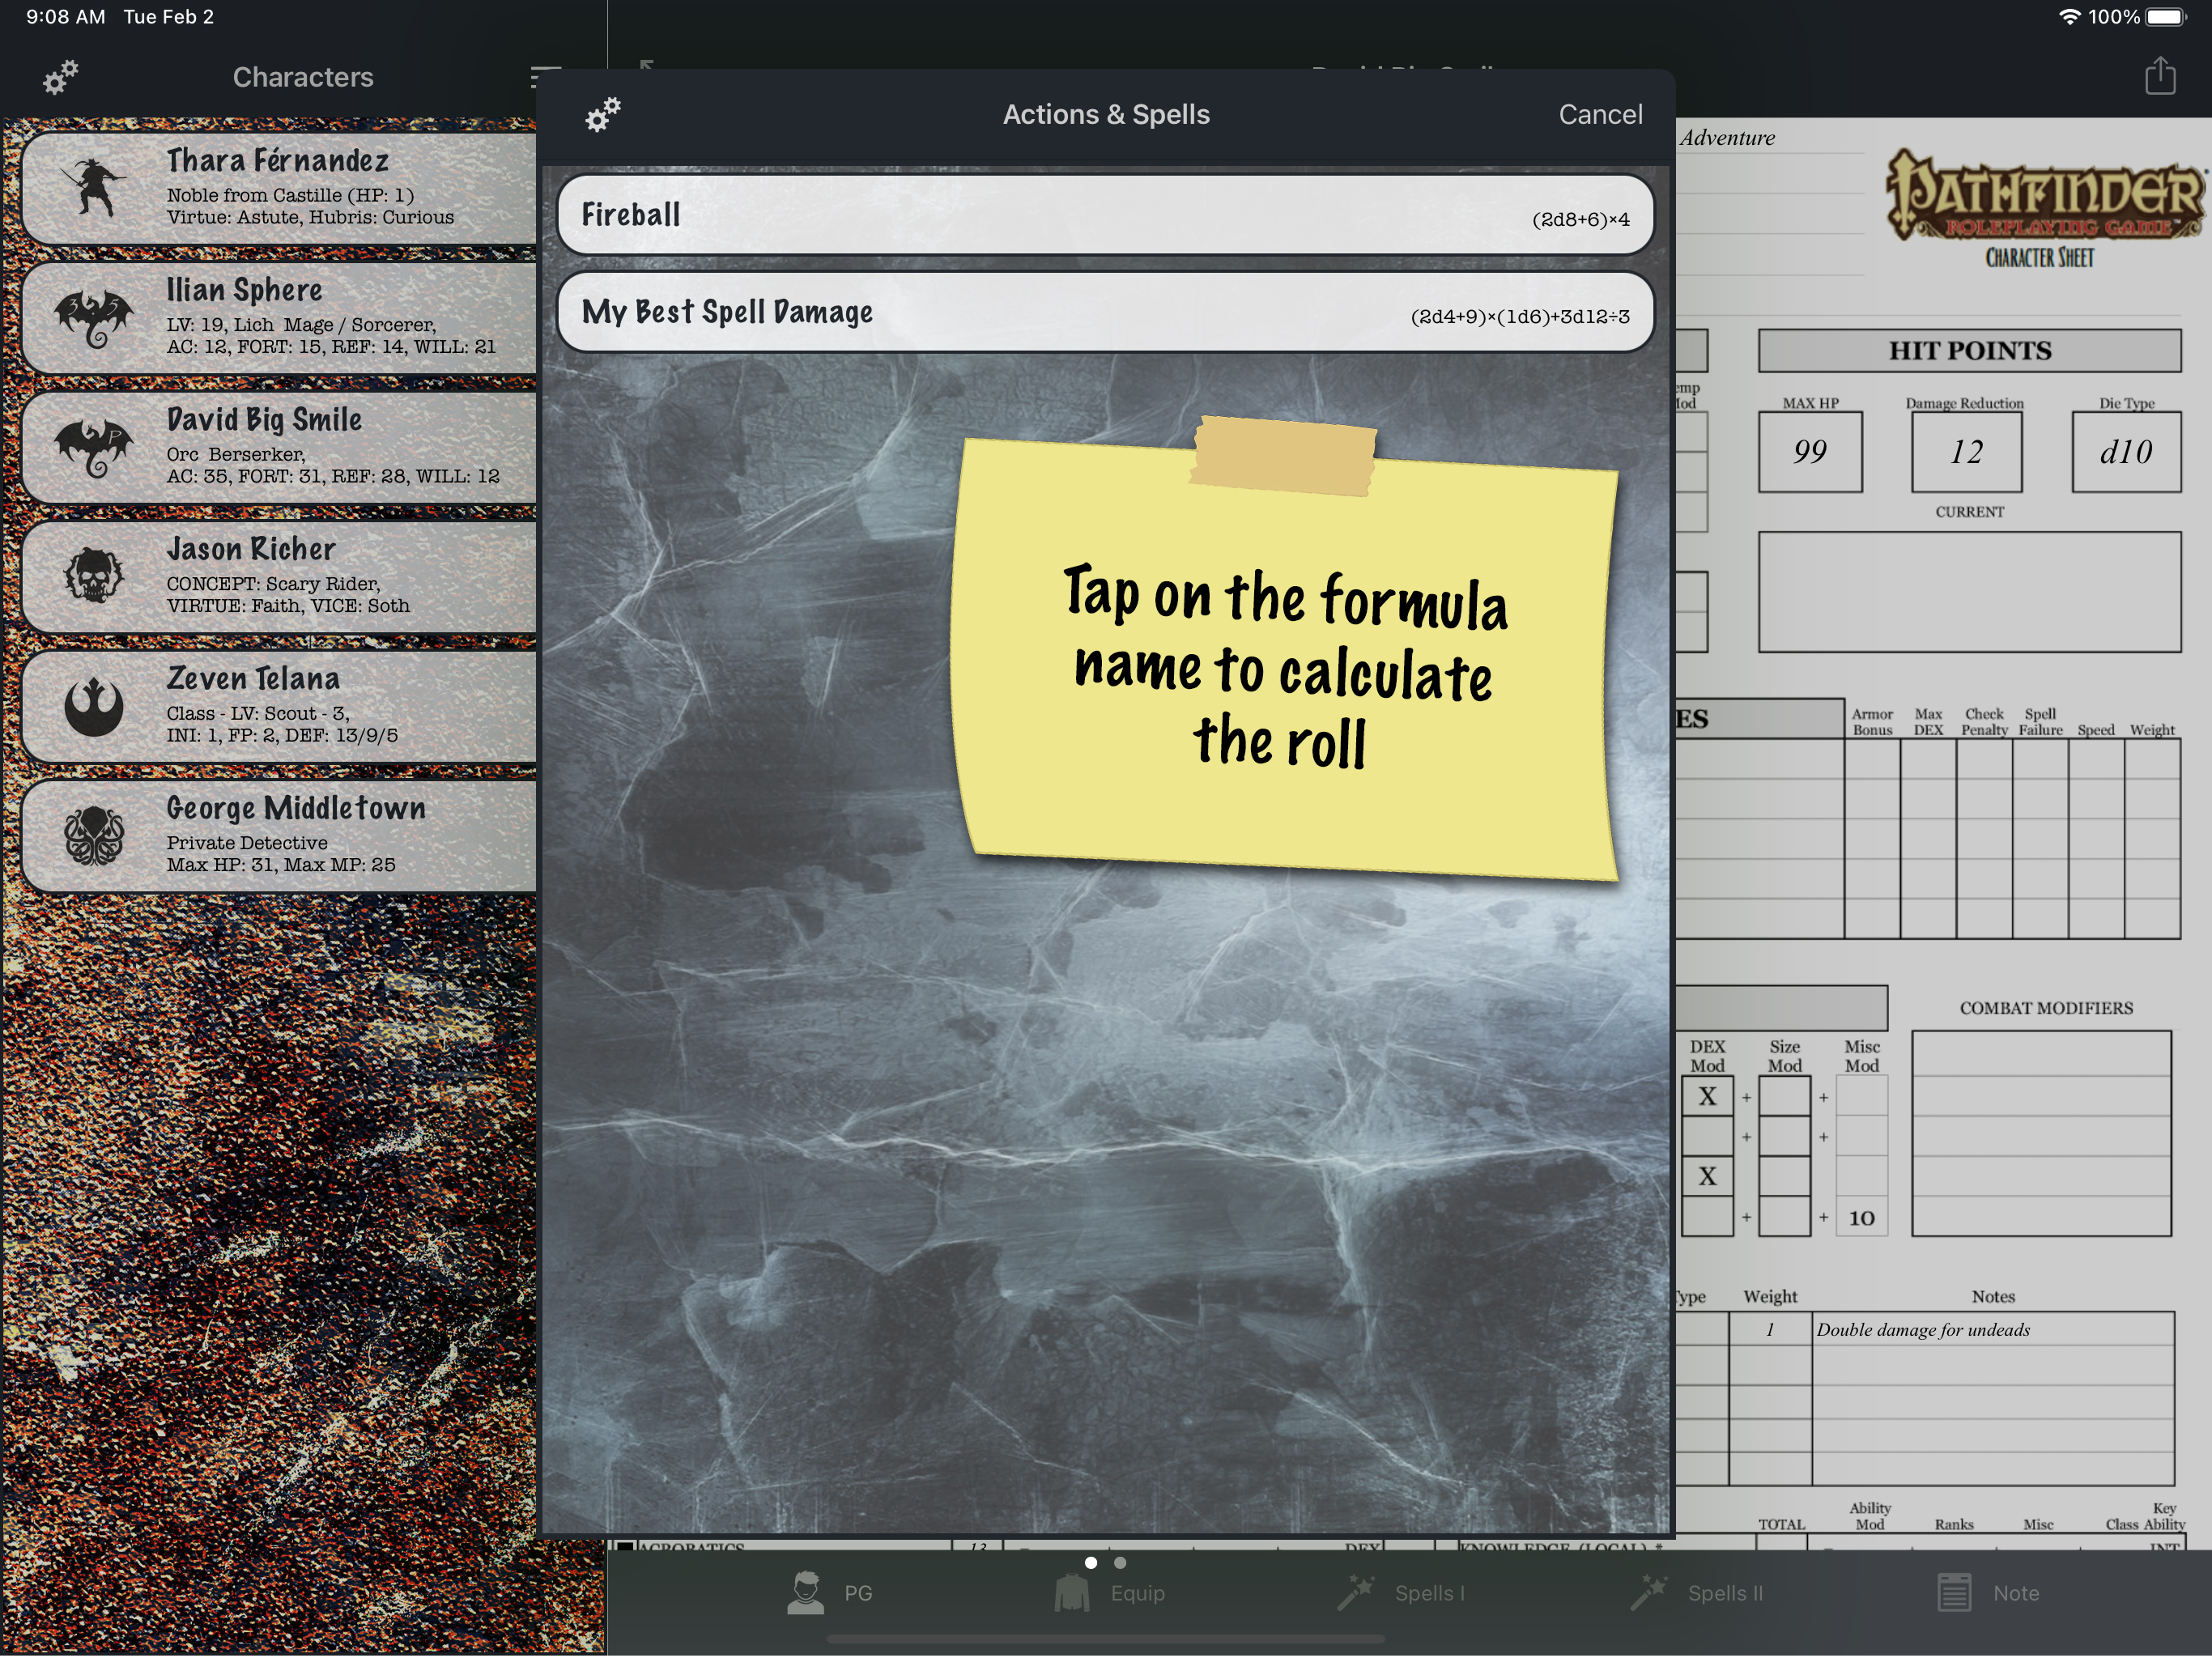 9:08 AM Tue Feb 2
100%
Characters
Thara Férnandez
Noble from Castille (HP: 1)
Virtue: Astute, Hubris: Curious
Ilian Sphere
LV: 19, Lich Mage / Sorcerer,
AC: 12, FORT: 15, REF: 14, WILL: 21
David Big Smile
Orc Berserker,
AC: 35, FORT: 31, REF: 28, WILL: 12
Jason Richer
CONCEPT: Scary Rider,
VIRTUE: Faith, VICE: Soth
Zeven Telana
Class - LV: Scout - 3,
INI: 1, FP: 2, DEF: 13/9/5
George Middletown
Private Detective
Max HP: 31, Max MP: 25
Actions & Spells
Cancel
Fireball
(2d8+6)×4
My Best Spell Damage
(2d4+9)×(1d6)+3d12÷3
Tap on the formula
name to calculate
the roll
Adventure
PATHFINDER
ROLEPLAYING GAME
CHARACTER SHEET
HIT POINTS
MAX HP Damage Reduction Die Type
99 12 d10
CURRENT
ES
Armor Bonus Max DEX Check Penalty Spell Failure Speed Weight
COMBAT MODIFIERS
DEX Mod Size Mod Misc Mod
X + +
+ +
X
+ + 10
Weight Notes
1 Double damage for undeads
TOTAL Ability Mod Ranks Misc Class Key Ability
ACROBATICS 13 DEX KNOWLEDGE (LOCAL) * INT
PG Equip Spells I Spells II Note